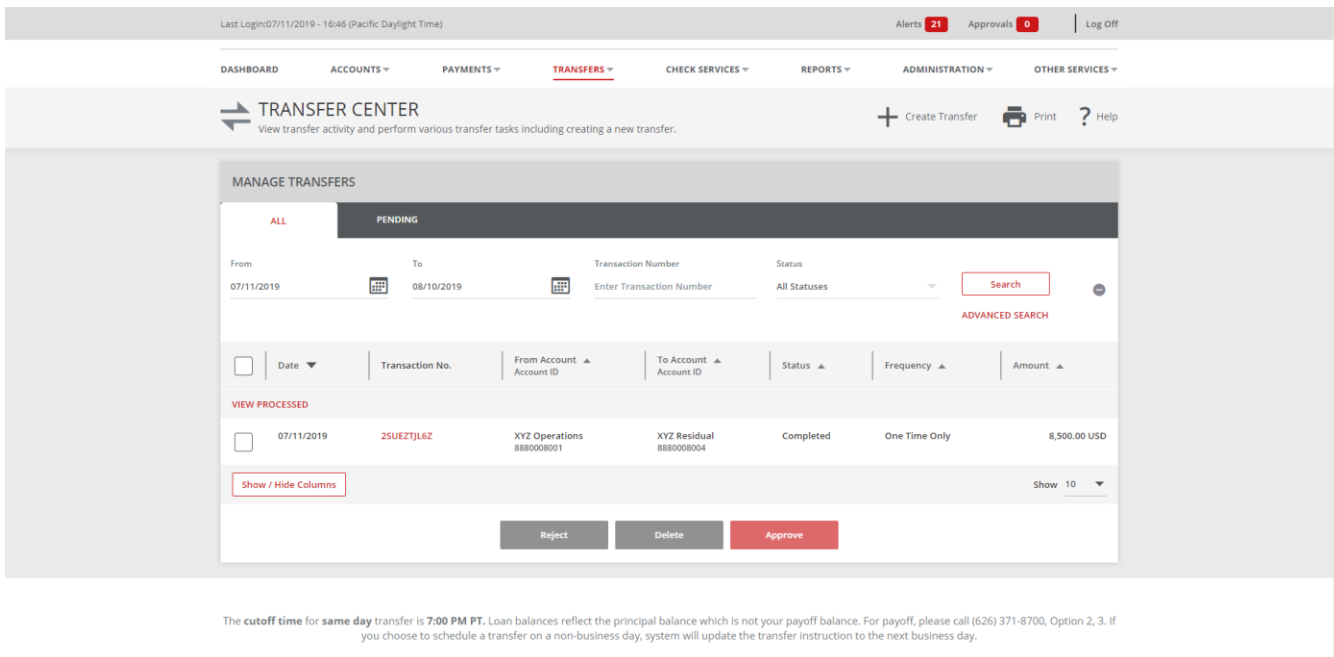 Last Login:07/11/2019 - 16:46 (Pacific Daylight Time) Alerts 21 Approvals 0 Log Off
DASHBOARD ACCOUNTS PAYMENTS TRANSFERS CHECK SERVICES REPORTS ADMINISTRATION OTHER SERVICES
TRANSFER CENTER
View transfer activity and perform various transfer tasks including creating a new transfer.
Create Transfer Print ? Help
MANAGE TRANSFERS
ALL PENDING
From To Transaction Number Status
07/11/2019 08/10/2019 Enter Transaction Number All Statuses Search
ADVANCED SEARCH
Date Transaction No. From Account To Account Status Frequency Amount
Account ID Account ID
VIEW PROCESSED
07/11/2019 2SUEZTJL6Z XYZ Operations XYZ Residual Completed One Time Only 8,500.00 USD
8880008001 8880008004
Show / Hide Columns Show 10
Reject Delete Approve
The cutoff time for same day transfer is 7:00 PM PT. Loan balances reflect the principal balance which is not your payoff balance. For payoff, please call (626) 371-8700, Option 2, 3. If
you choose to schedule a transfer on a non-business day, system will update the transfer instruction to the next business day.